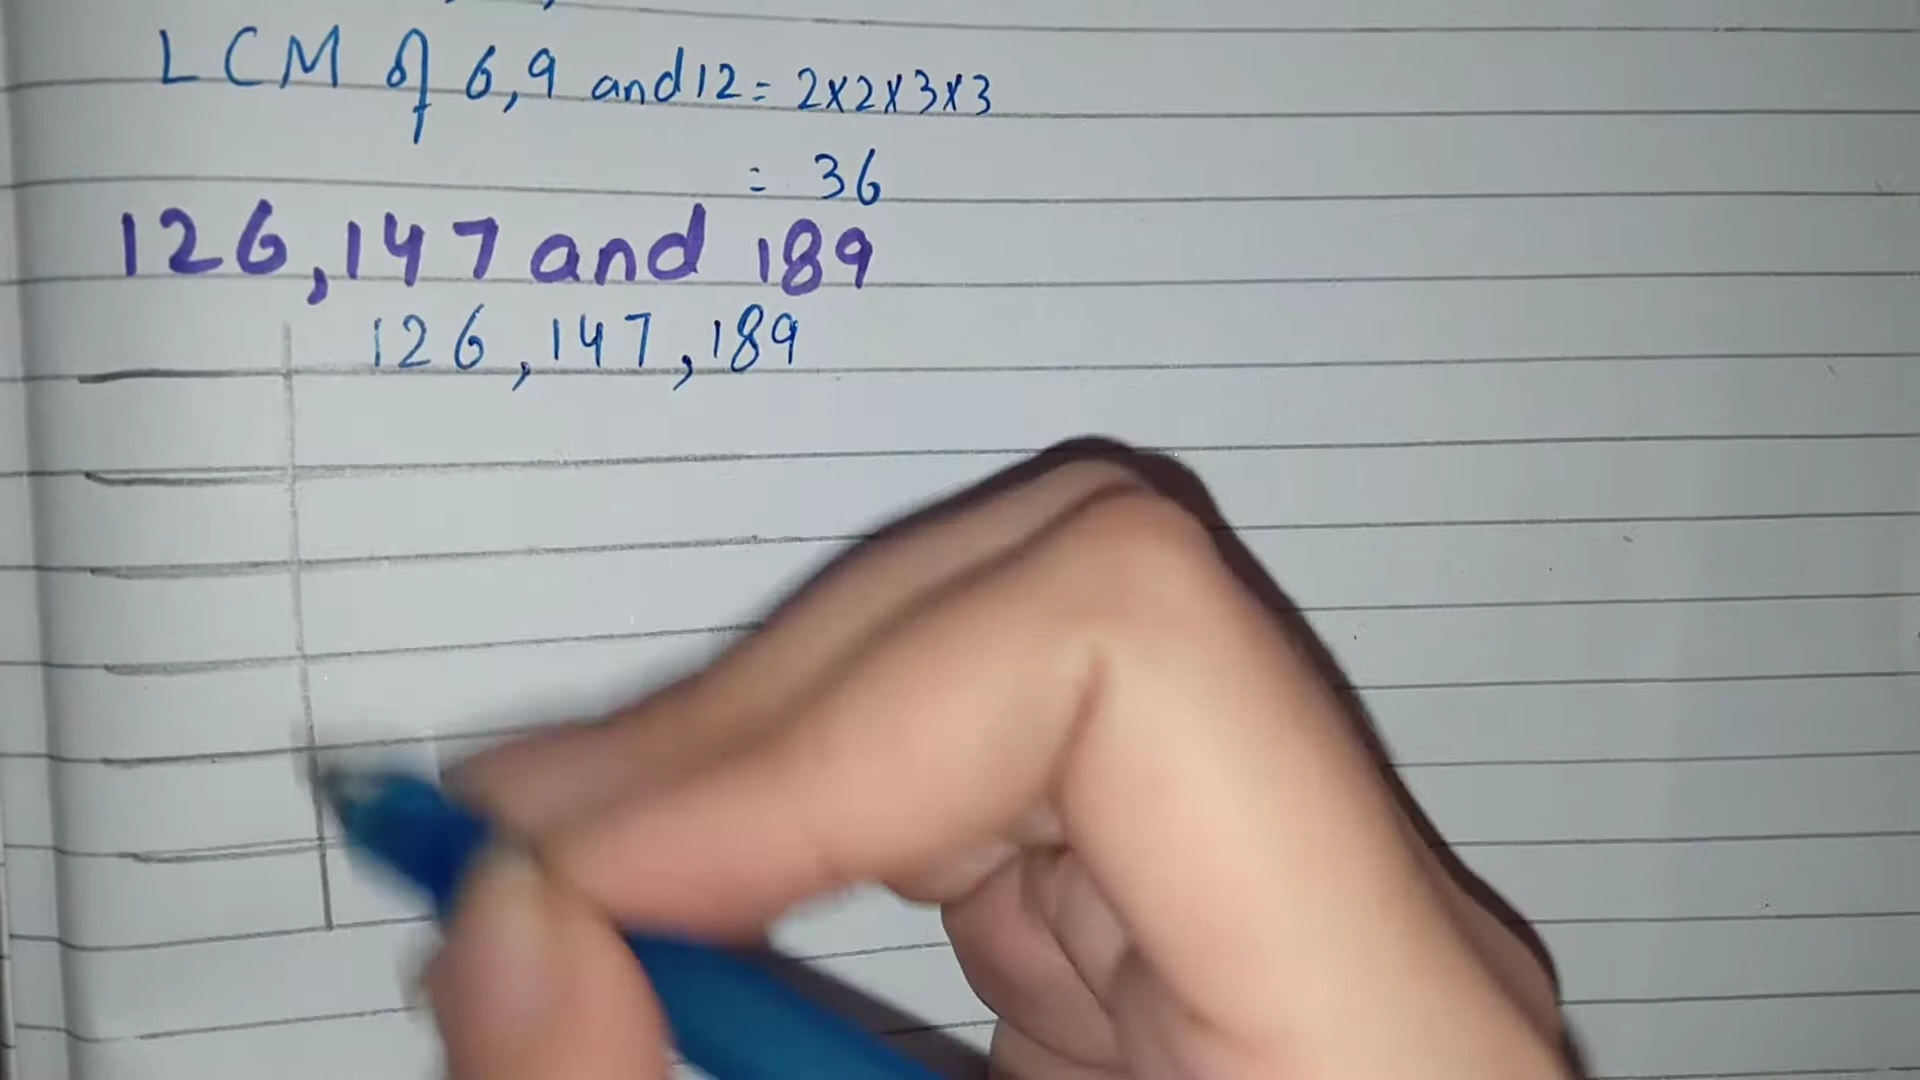 LCM of 6,9 and 12 = 2x2x3x3
= 36
126,147 and 189
126,147,189